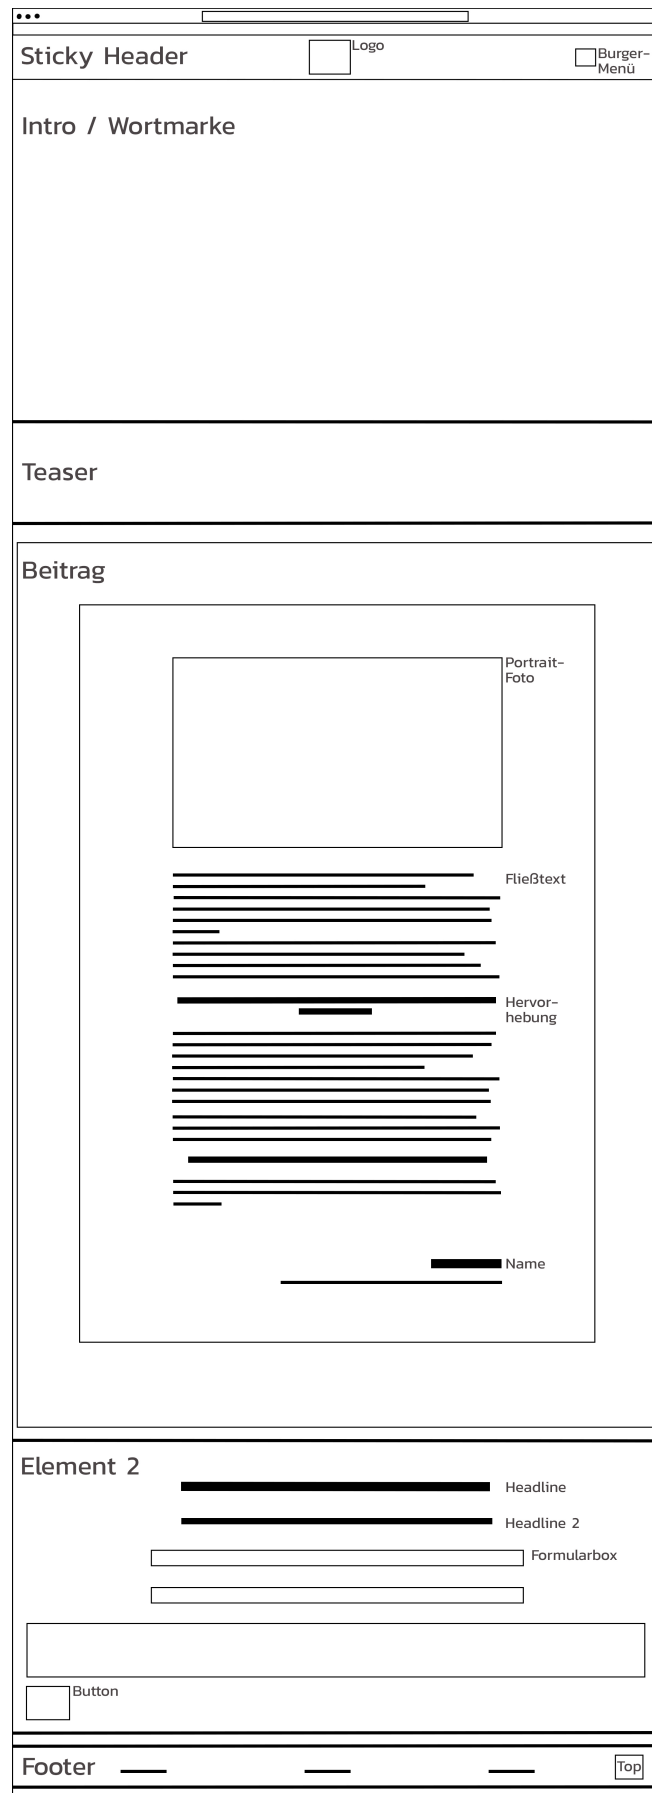 Sticky Header
Logo
Burger-
Menü
Intro / Wortmarke
Teaser
Beitrag
Portrait-
Foto
Fließtext
Hervor-
hebung
Name
Element 2
Headline
Headline 2
Formularbox
Button
Footer
Top